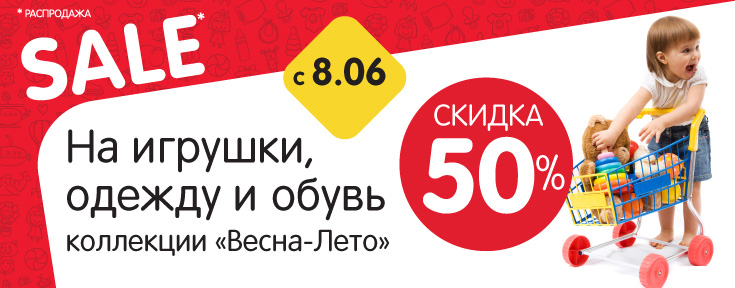 * РАСПРОДАЖА
SALE*
с 8.06
На игрушки,
одежду и обувь
коллекции «Весна-Лето»
СКИДКА
50%